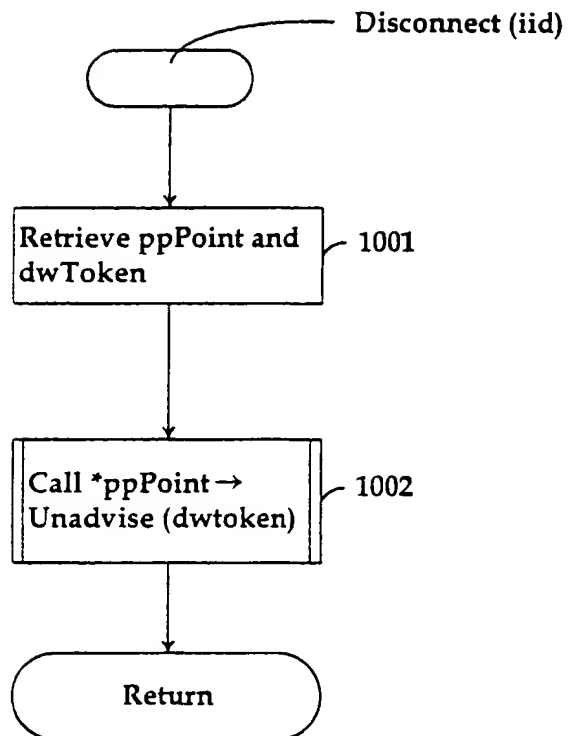 Disconnect (iid)
Retrieve ppPoint and
dwToken
1001
Call *ppPoint→
Unadvise (dwtoken)
1002
Return